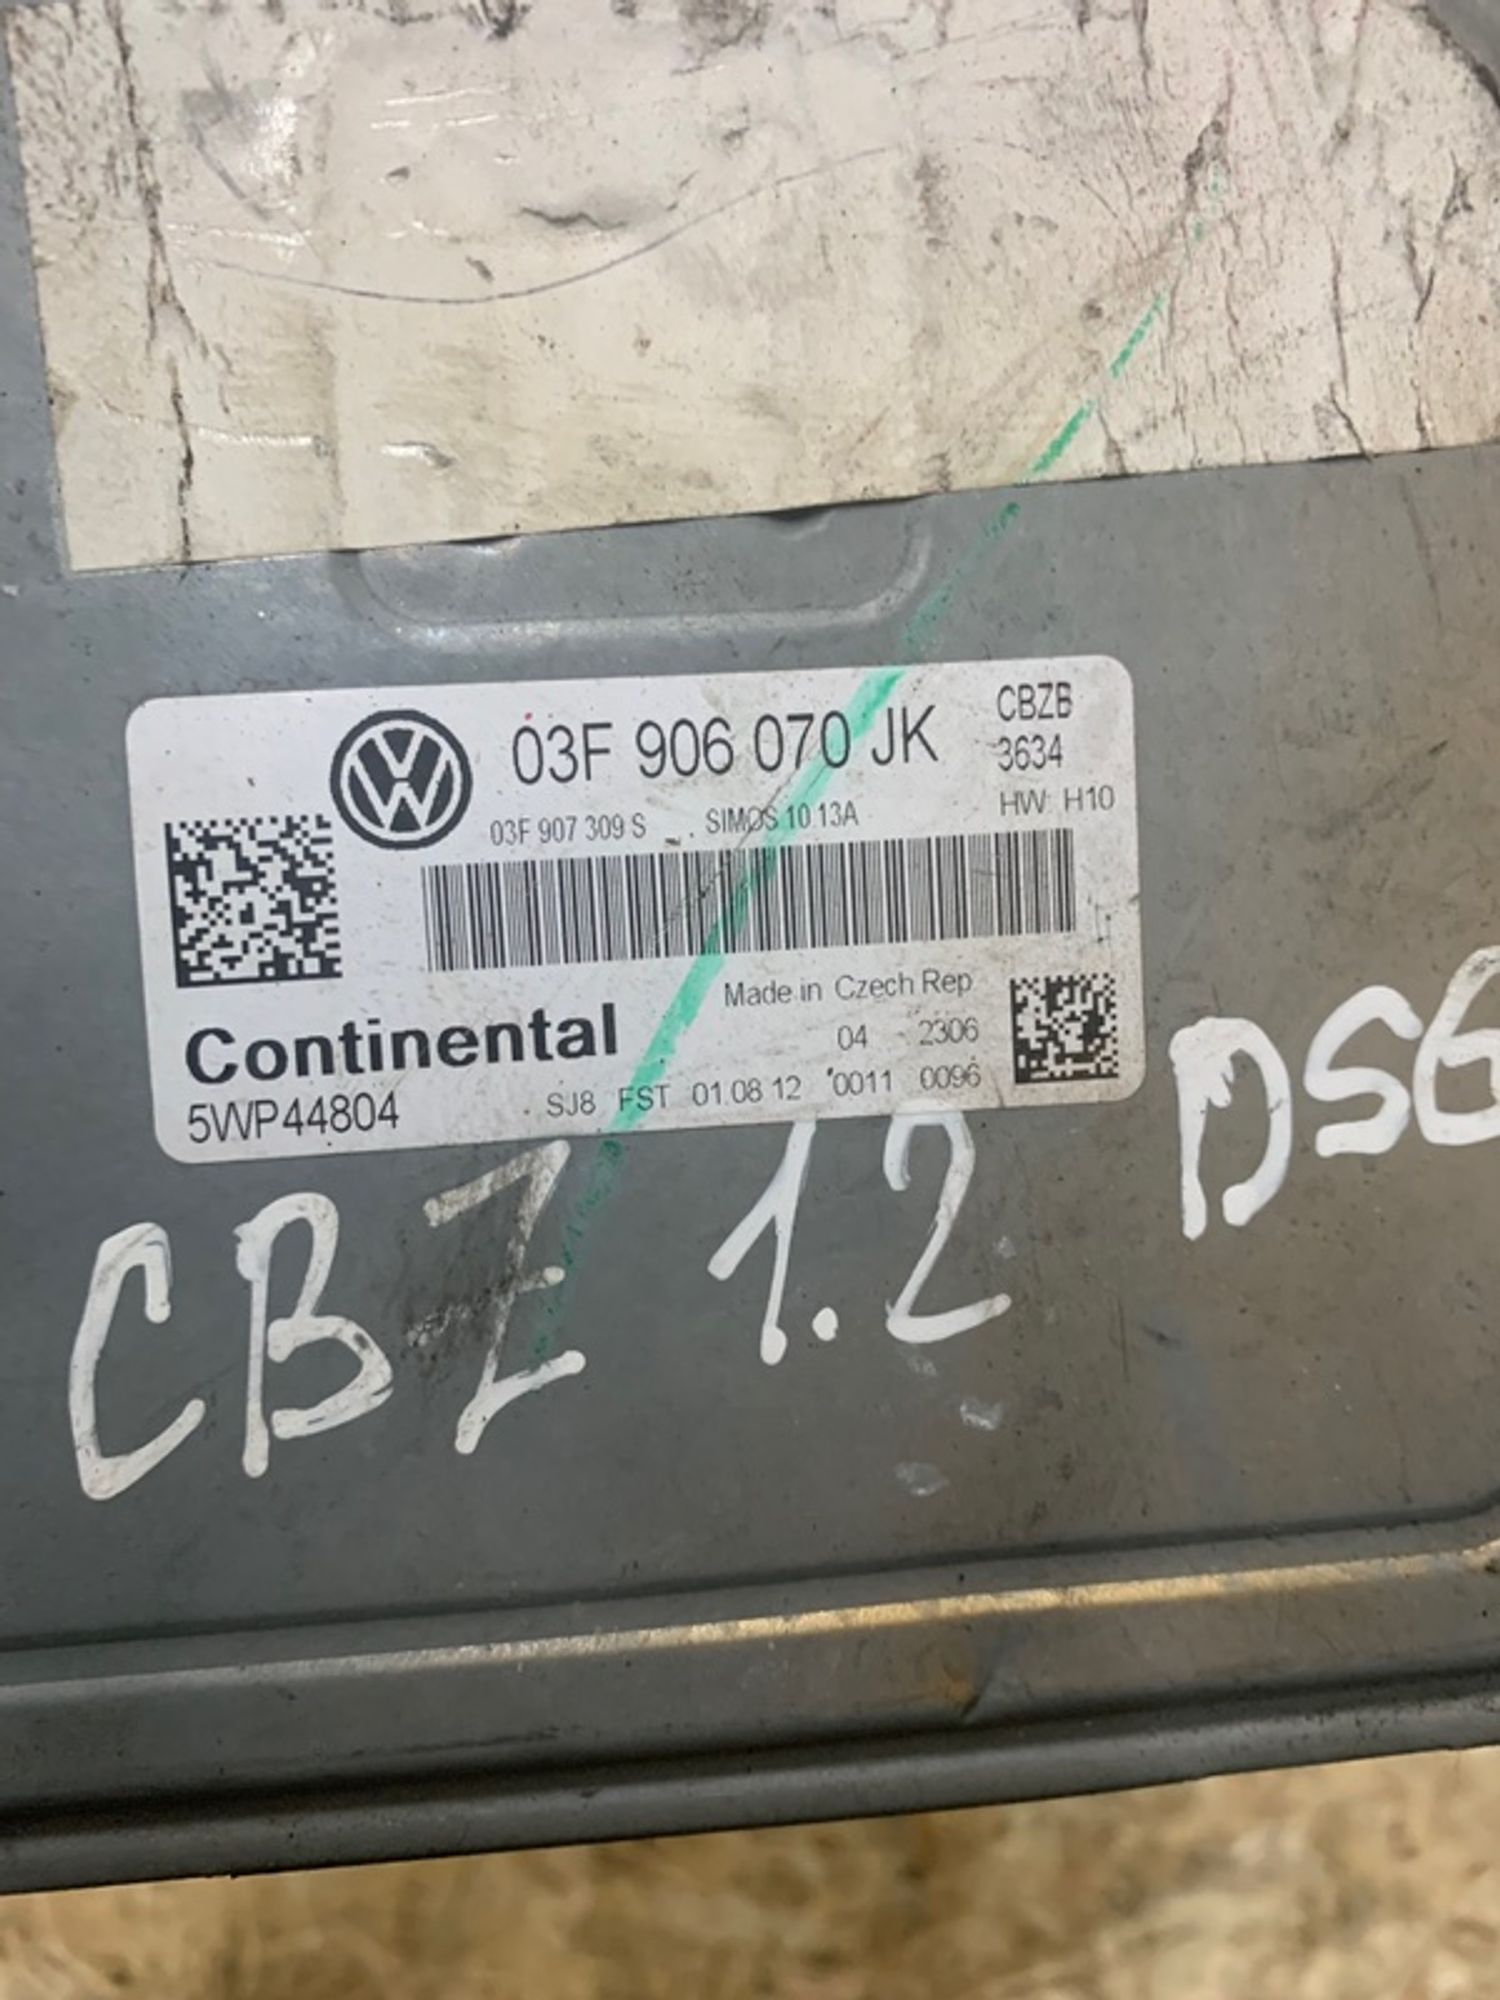 03F 906 070 JK
CBZB
3634
03F 907 309 S
SIMOS 10.13A
HW: H10
Made in Czech Rep
04 2306
Continental
5WP44804
SJ8 FST 01.08.12 0011 0096
CBZ 1.2 DSG